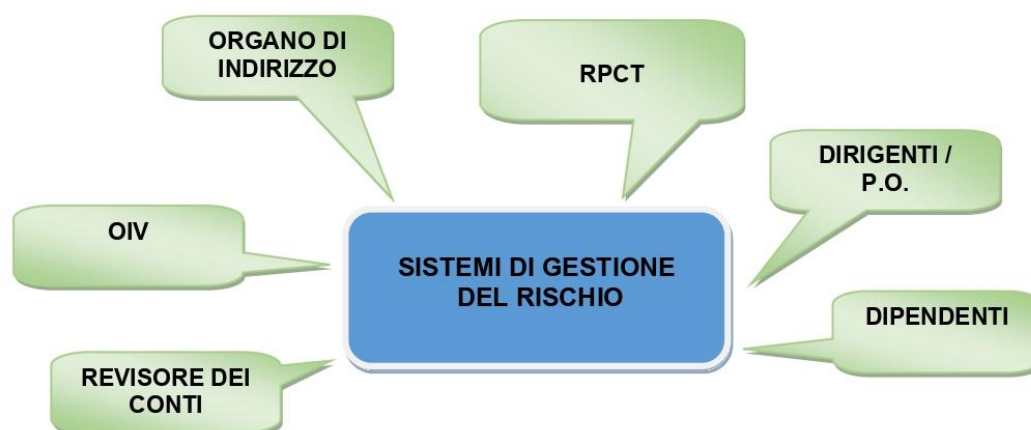 ORGANO DI
INDIRIZZO
RPCT
DIRIGENTI /
P.O.
OIV
SISTEMI DI GESTIONE
DEL RISCHIO
DIPENDENTI
REVISORE DEI
CONTI